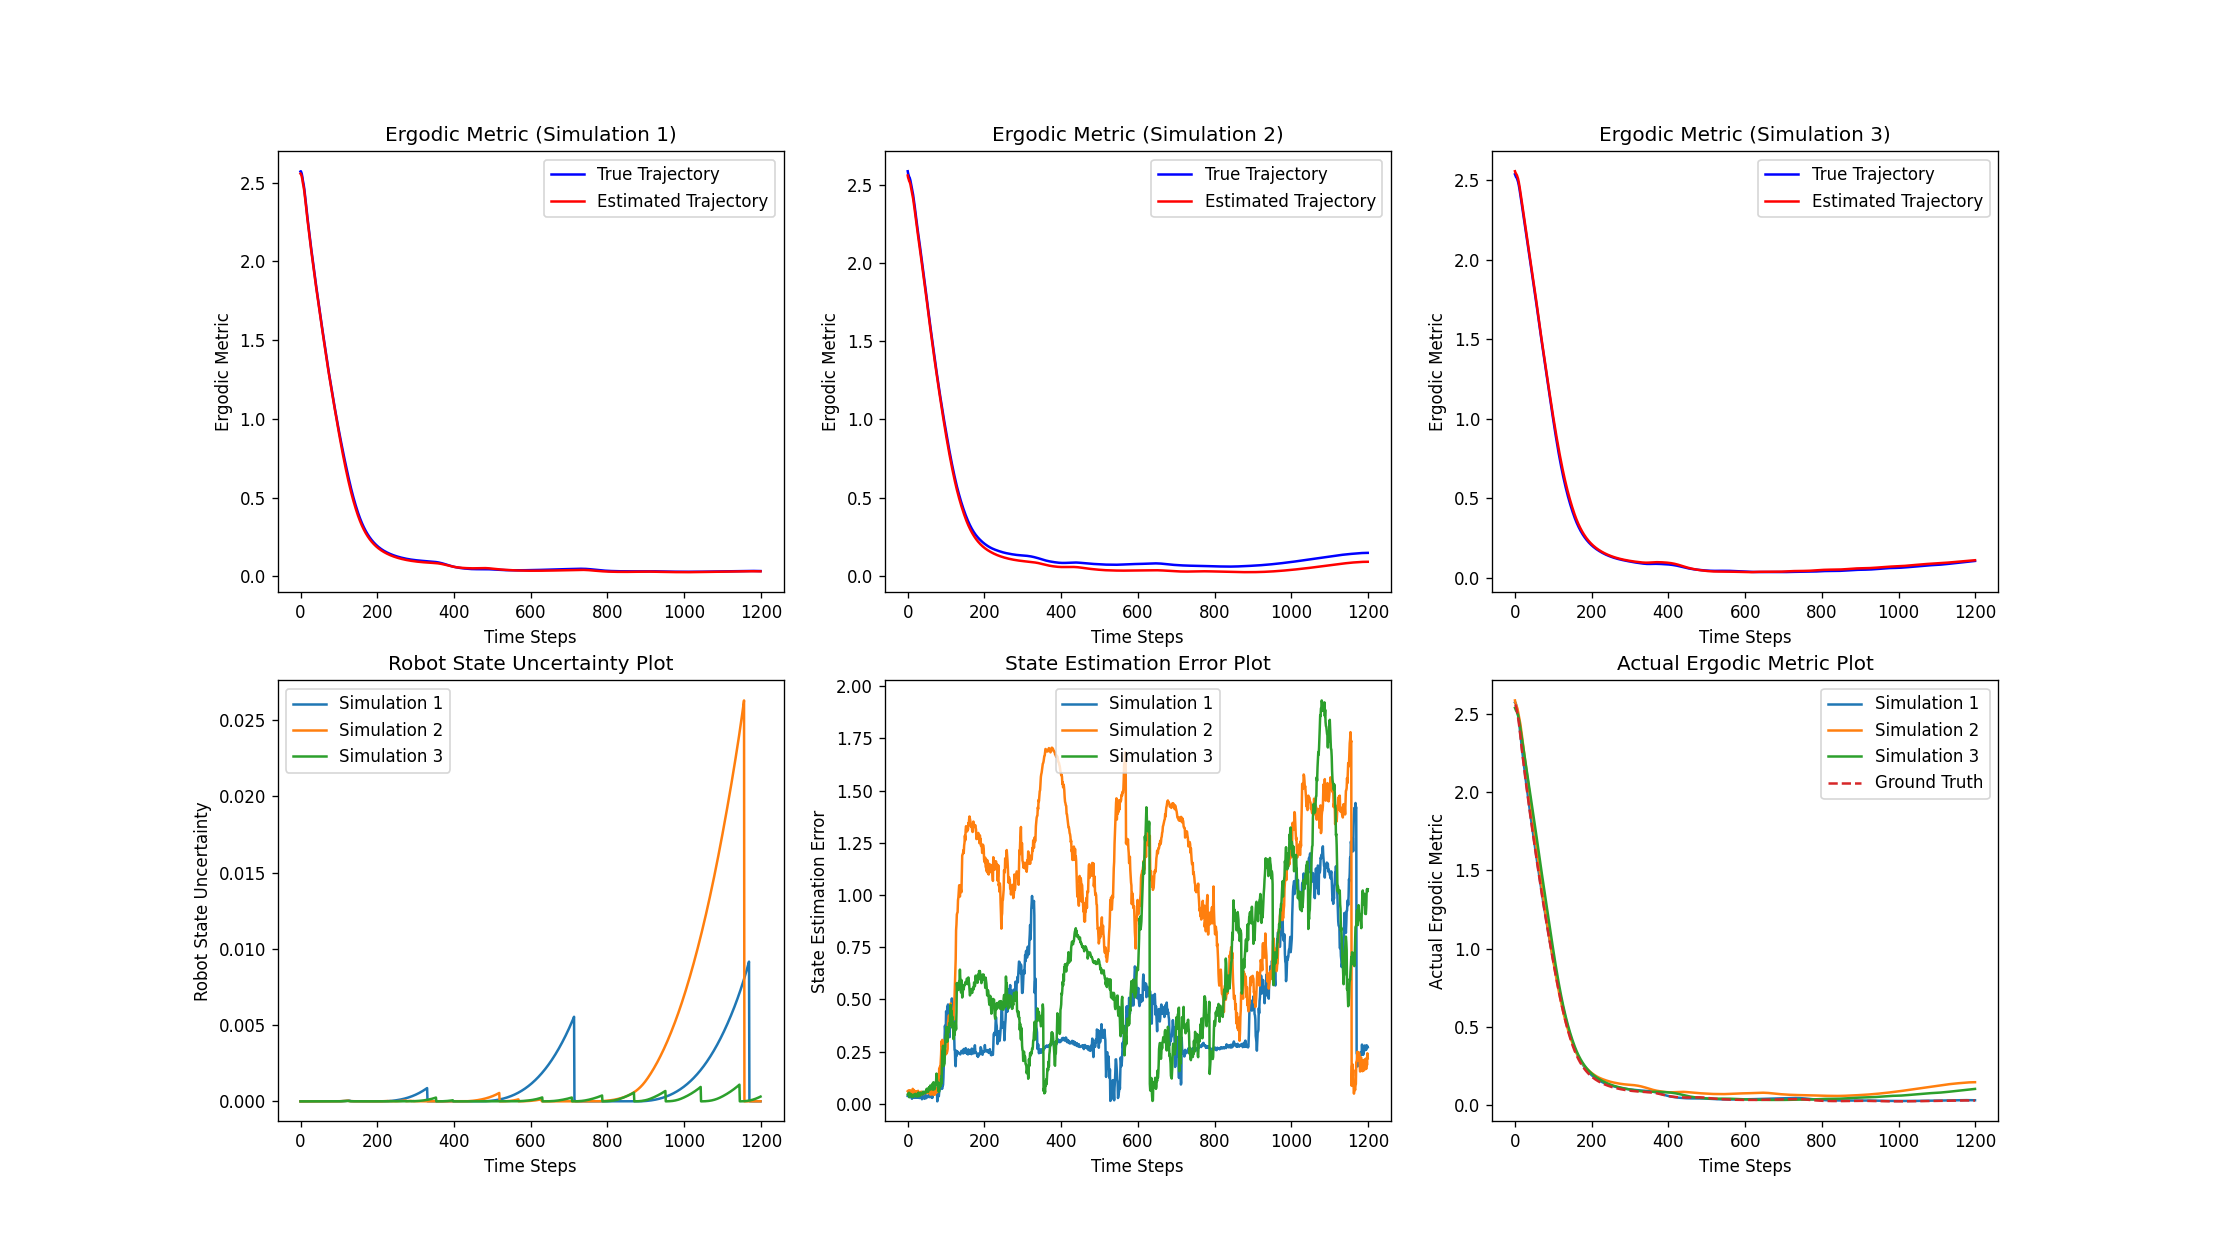 Ergodic Metric (Simulation 1)
Ergodic Metric
2.5
2.0
1.5
1.0
0.5
0.0
True Trajectory
Estimated Trajectory
0 200 400 600 800 1000 1200
Time Steps
Ergodic Metric (Simulation 2)
Ergodic Metric
2.5
2.0
1.5
1.0
0.5
0.0
True Trajectory
Estimated Trajectory
0 200 400 600 800 1000 1200
Time Steps
Ergodic Metric (Simulation 3)
Ergodic Metric
2.5
2.0
1.5
1.0
0.5
0.0
True Trajectory
Estimated Trajectory
0 200 400 600 800 1000 1200
Time Steps
Robot State Uncertainty Plot
Robot State Uncertainty
0.025
0.020
0.015
0.010
0.005
0.000
Simulation 1
Simulation 2
Simulation 3
0 200 400 600 800 1000 1200
Time Steps
State Estimation Error Plot
State Estimation Error
2.00
1.75
1.50
1.25
1.00
0.75
0.50
0.25
0.00
Simulation 1
Simulation 2
Simulation 3
0 200 400 600 800 1000 1200
Time Steps
Actual Ergodic Metric Plot
Actual Ergodic Metric
2.5
2.0
1.5
1.0
0.5
0.0
Simulation 1
Simulation 2
Simulation 3
Ground Truth
0 200 400 600 800 1000 1200
Time Steps